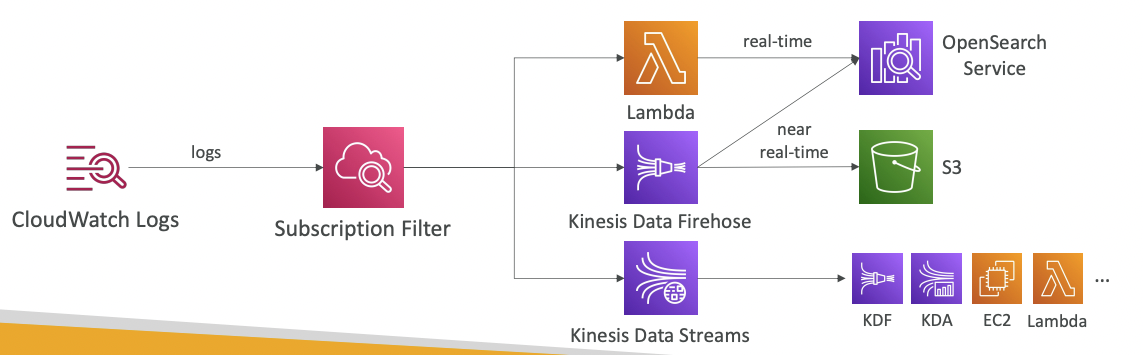 CloudWatch Logs
logs
Subscription Filter
Lambda
real-time
OpenSearch
Service
Kinesis Data Firehose
near
real-time
S3
Kinesis Data Streams
KDF
KDA
EC2
Lambda
...